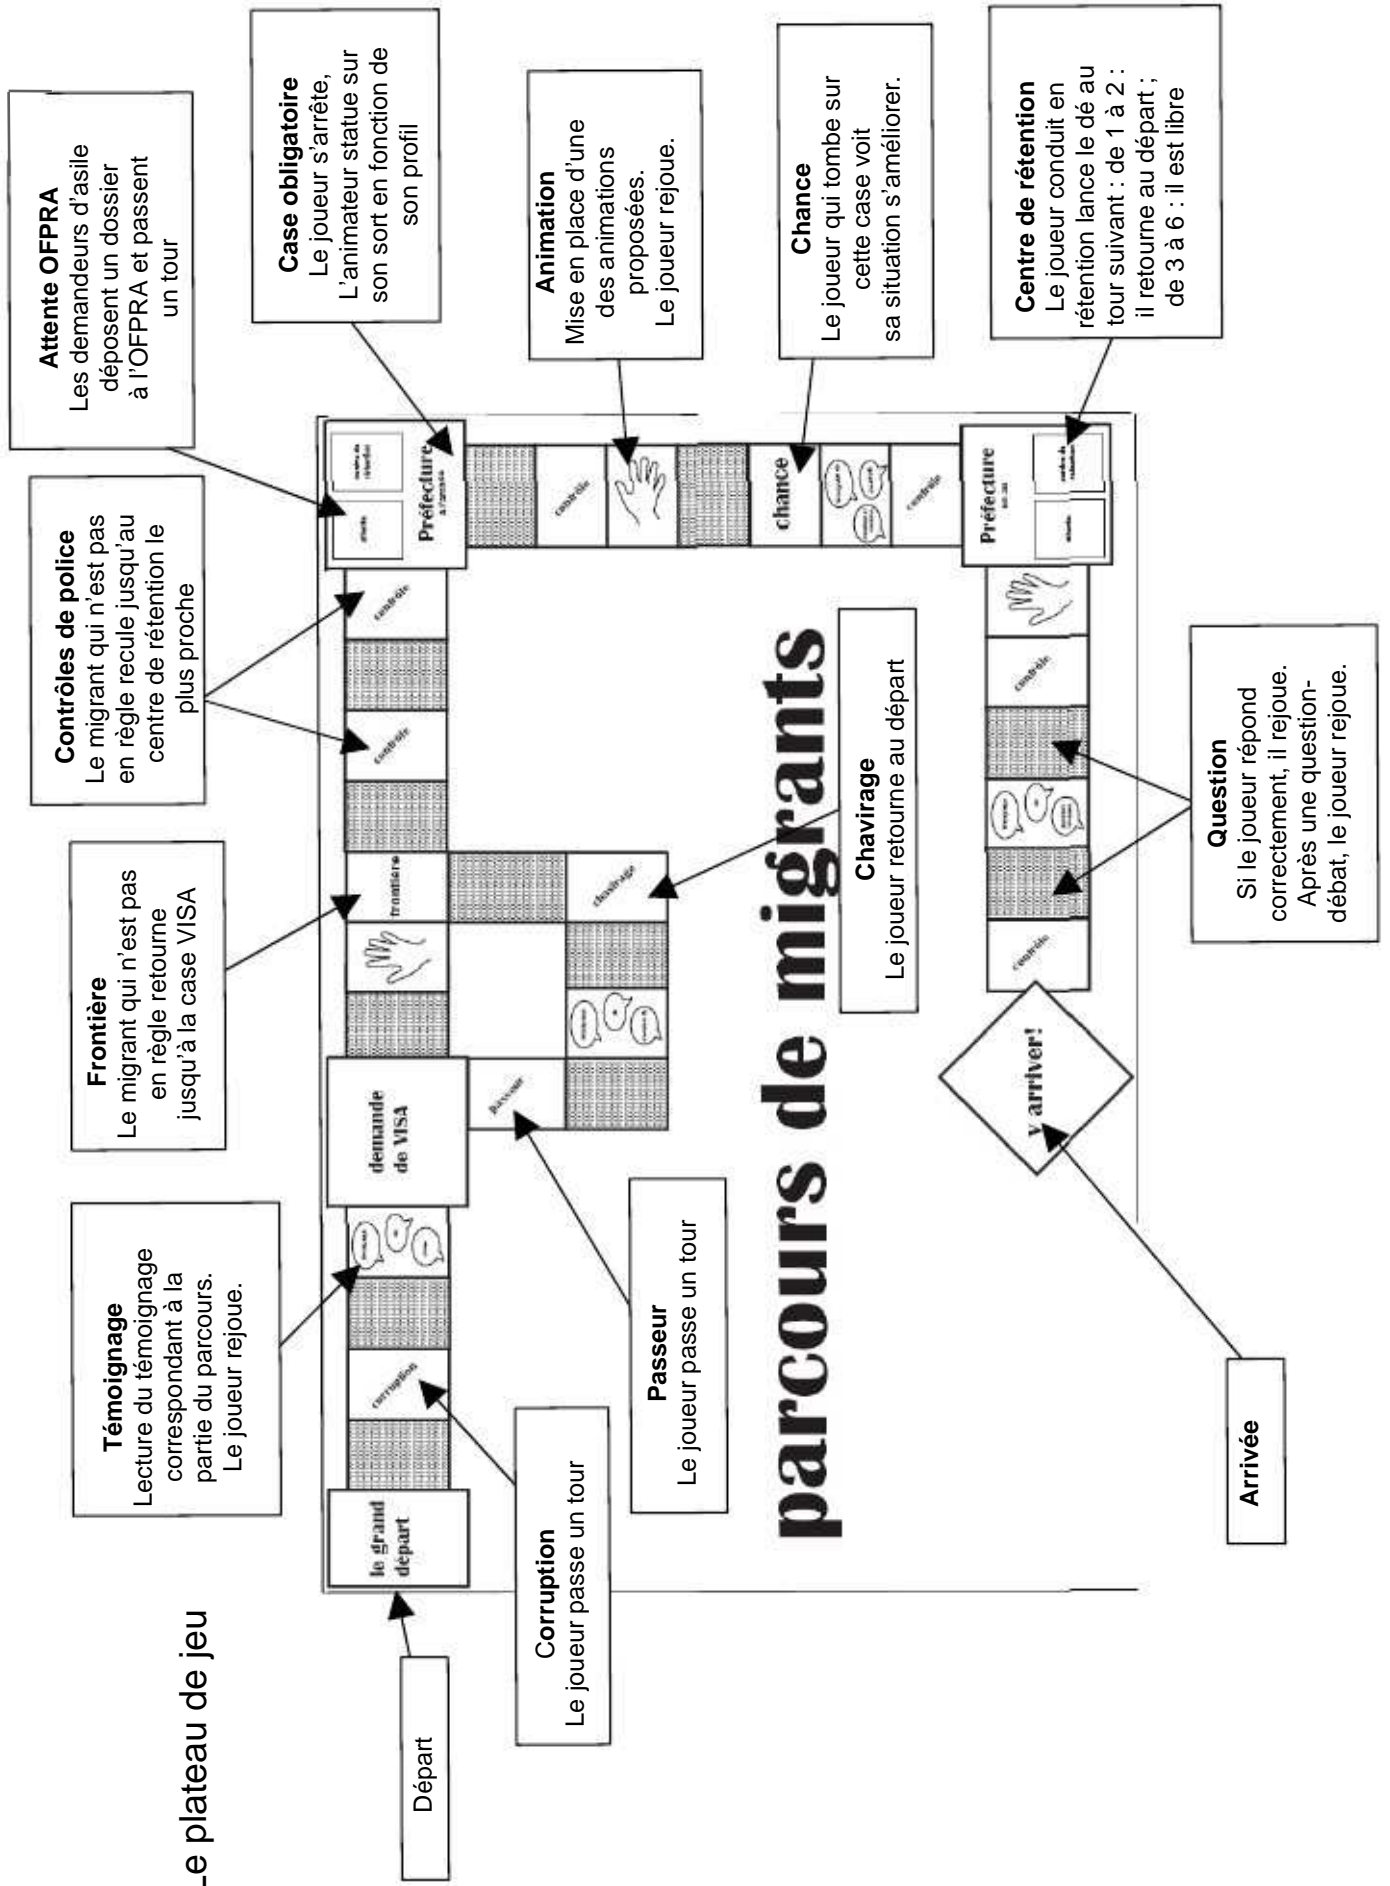 Le plateau de jeu
Départ
Témoignage
Lecture du témoignage
correspondant à la
partie du parcours.
Le joueur rejoue.
Frontière
Le migrant qui n'est pas
en règle retourne
jusqu'à la case VISA
Contrôles de police
Le migrant qui n'est pas
en règle recule jusqu'au
centre de rétention le
plus proche
Attente OFPRA
Les demandeurs d'asile
déposent un dossier
à l'OFPRA et passent
un tour
Case obligatoire
Le joueur s'arrête,
L'animateur statue sur
son sort en fonction de
son profil
Animation
Mise en place d'une
des animations
proposées.
Le joueur rejoue.
Chance
Le joueur qui tombe sur
cette case voit
sa situation s'améliorer.
Centre de rétention
Le joueur conduit en
rétention lance le dé au
tour suivant : de 1 à 2 :
il retourne au départ ;
de 3 à 6 : il est libre
le grand
départ
corruption
demande
de VISA
frontière
contrôle
contrôle
attente
centre de
rétention
Préfecture
passeur
chavirage
contrôle
chance
contrôle
Préfecture
attente
centre de
rétention
contrôle
contrôle
y arriver!
parcours de migrants
Corruption
Le joueur passe un tour
Passeur
Le joueur passe un tour
Chavirage
Le joueur retourne au départ
Question
Si le joueur répond
correctement, il rejoue.
Après une question-
débat, le joueur rejoue.
Arrivée